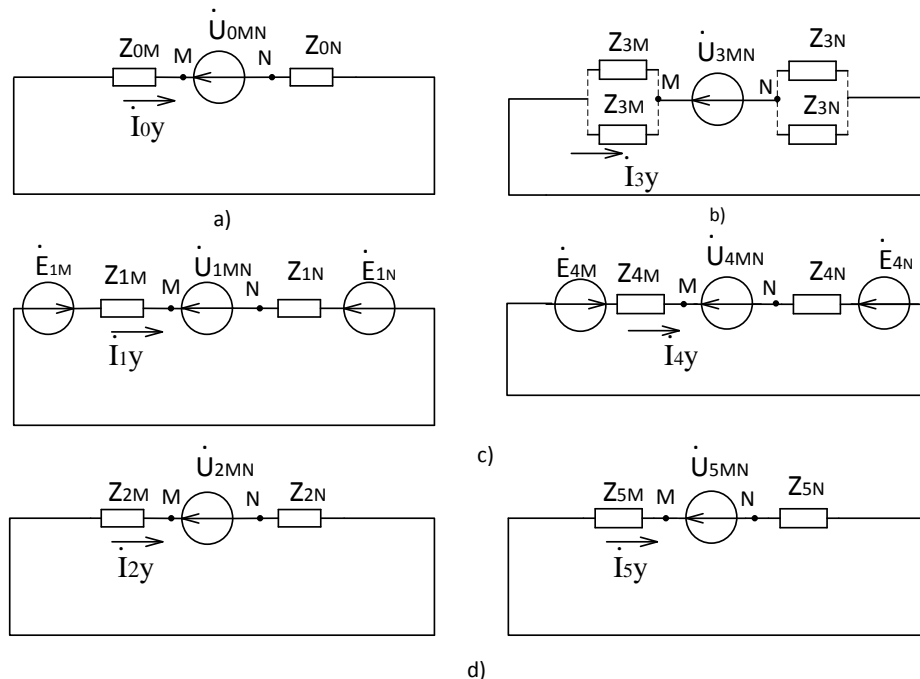 U̇0MN
Z0M M N Z0N
İ0y
a)
Z3M U̇3MN Z3N
M N
Z3M Z3N
İ3y
b)
Ė1M Z1M M U̇1MN N Z1N Ė1N
İ1y
Ė4M Z4M M U̇4MN N Z4N Ė4N
İ4y
c)
U̇2MN
Z2M M N Z2N
İ2y
U̇5MN
Z5M M N Z5N
İ5y
d)